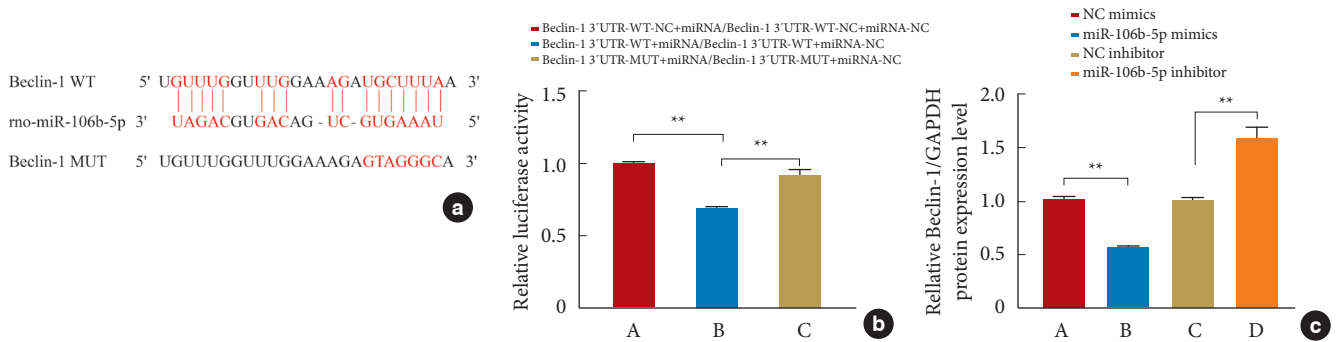 Beclin-1 WT 5' UGUUUGGUUUGGAAAGAUGCUUUAA 3'
rno-miR-106b-5p 3' UAGACGUGACAG - UC- GUGAAAU 5'
Beclin-1 MUT 5' UGUUUGGUUUGGAAAGAGTAGGGCA 3'
a
Beclin-1 3´UTR-WT-NC+miRNA/Beclin-1 3´UTR-WT-NC+miRNA-NC
Beclin-1 3´UTR-WT+miRNA/Beclin-1 3´UTR-WT+miRNA-NC
Beclin-1 3´UTR-MUT+miRNA/Beclin-1 3´UTR-MUT+miRNA-NC
Relative luciferase activity
1.5
1.0
0.5
0
**
**
A B C
b
NC mimics
miR-106b-5p mimics
NC inhibitor
miR-106b-5p inhibitor
Rellative Beclin-1/GAPDH
protein expression level
2.0
1.5
1.0
0.5
0
**
**
A B C D
c